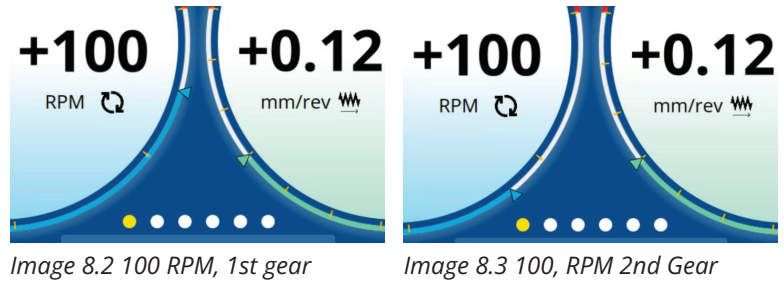 +100
RPM
+0.12
mm/rev
+100
RPM
+0.12
mm/rev
Image 8.2 100 RPM, 1st gear
Image 8.3 100, RPM 2nd Gear